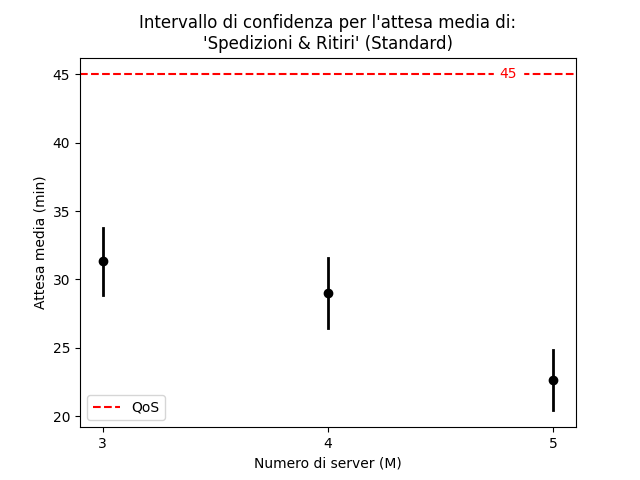 Intervallo di confidenza per l'attesa media di:
'Spedizioni & Ritiri' (Standard)
45
45
40
35
30
25
20
Attesa media (min)
QoS
3
4
5
Numero di server (M)